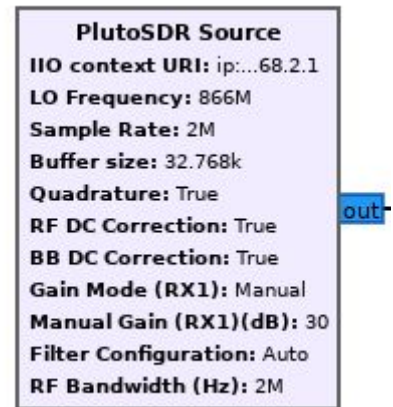 PlutoSDR Source
IIO context URI: ip:...68.2.1
LO Frequency: 866M
Sample Rate: 2M
Buffer size: 32.768k
Quadrature: True
RF DC Correction: True
BB DC Correction: True
Gain Mode (RX1): Manual
Manual Gain (RX1)(dB): 30
Filter Configuration: Auto
RF Bandwidth (Hz): 2M
out